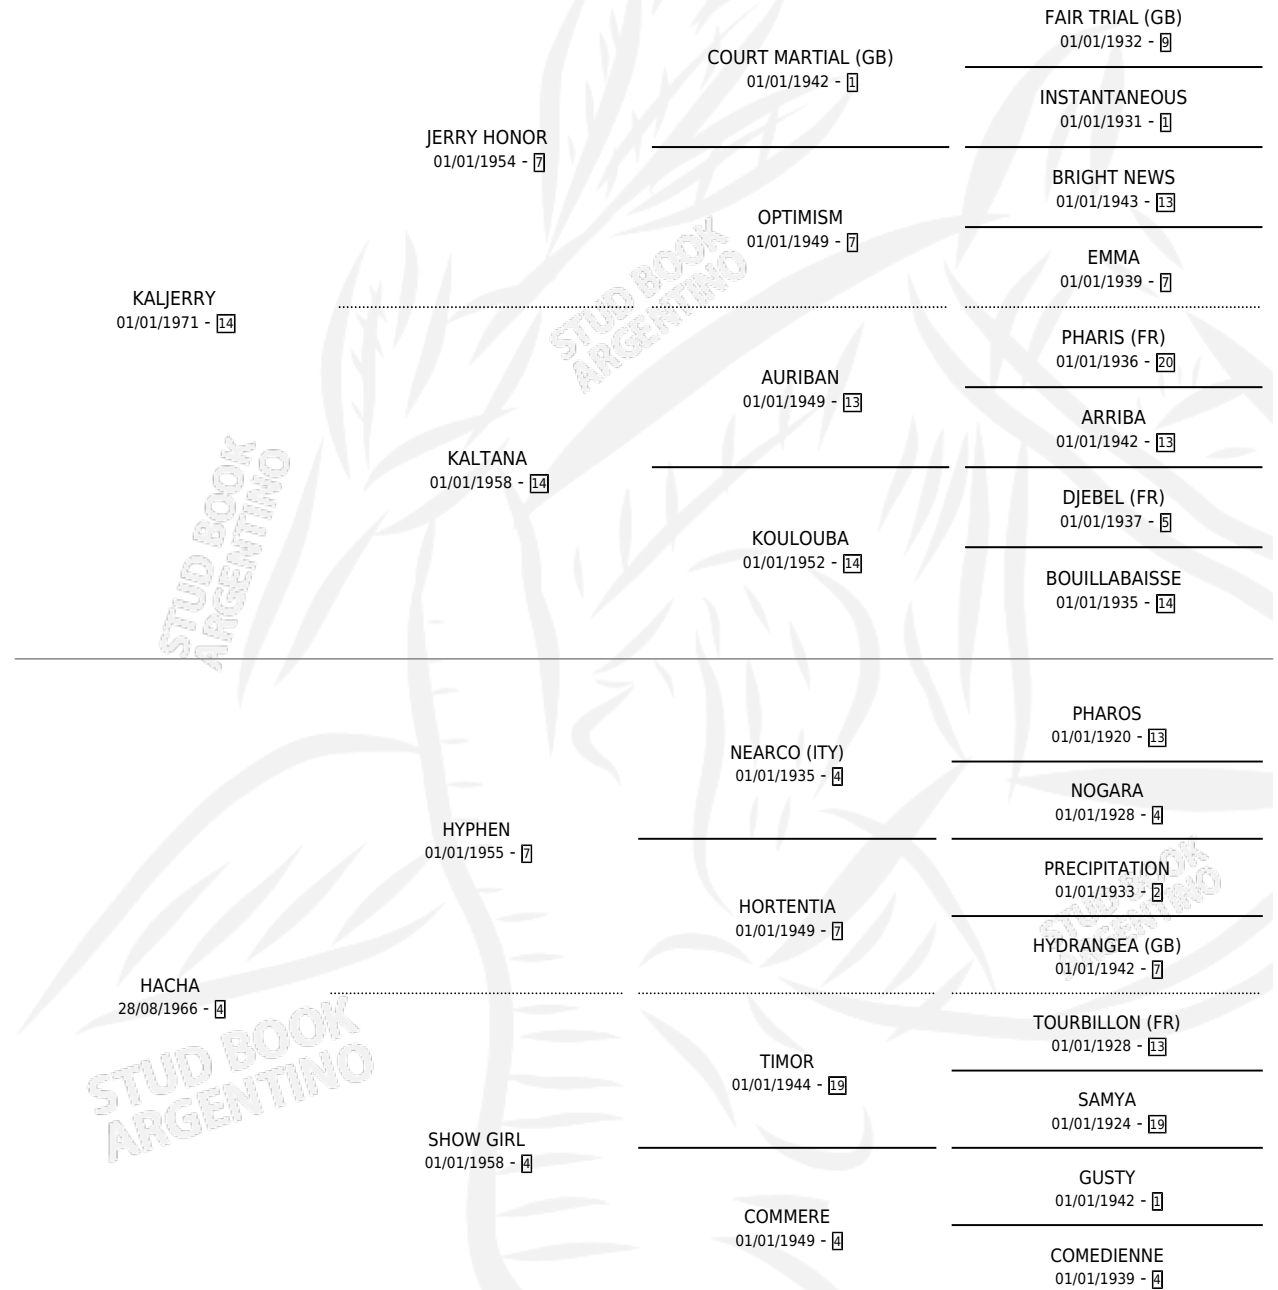 FAIR TRIAL (GB)
01/01/1932 - 9
COURT MARTIAL (GB)
01/01/1942 - 1
INSTANTANEOUS
01/01/1931 - 1
JERRY HONOR
01/01/1954 - 7
BRIGHT NEWS
01/01/1943 - 13
OPTIMISM
01/01/1949 - 7
EMMA
01/01/1939 - 7
KALJERRY
01/01/1971 - 14
PHARIS (FR)
01/01/1936 - 20
AURIBAN
01/01/1949 - 13
ARRIBA
01/01/1942 - 13
KALTANA
01/01/1958 - 14
DJEBEL (FR)
01/01/1937 - 5
KOULOUBA
01/01/1952 - 14
BOUILLABAISSE
01/01/1935 - 14
PHAROS
01/01/1920 - 13
NEARCO (ITY)
01/01/1935 - 4
NOGARA
01/01/1928 - 4
HYPHEN
01/01/1955 - 7
PRECIPITATION
01/01/1933 - 2
HORTENTIA
01/01/1949 - 7
HYDRANGEA (GB)
01/01/1942 - 7
HACHA
28/08/1966 - 4
TOURBILLON (FR)
01/01/1928 - 13
TIMOR
01/01/1944 - 19
SAMYA
01/01/1924 - 19
SHOW GIRL
01/01/1958 - 4
GUSTY
01/01/1942 - 1
COMMERE
01/01/1949 - 4
COMEDIENNE
01/01/1939 - 4
STUD BOOK
ARGENTINO
STUD BOOK
ARGENTINO
STUD BOOK
ARGENTINO
STUD BOOK
ARGENTINO